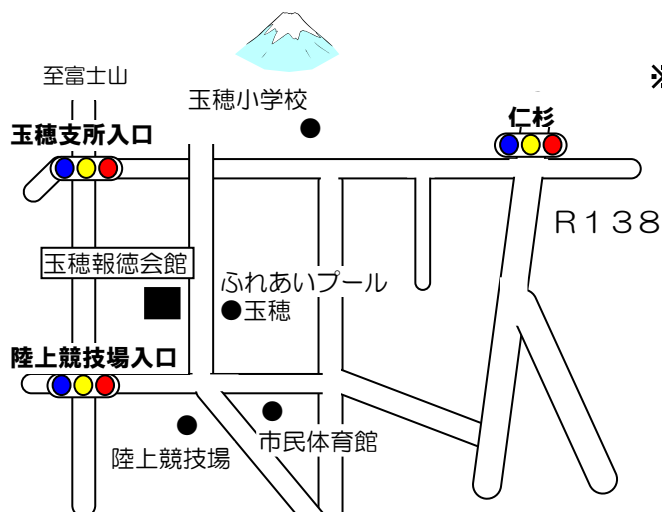 至富士山
※
玉穂小学校
仁杉
玉穂支所入口
R138
玉穂報徳会館
ふれあいプール
玉穂
陸上競技場入口
市民体育館
陸上競技場